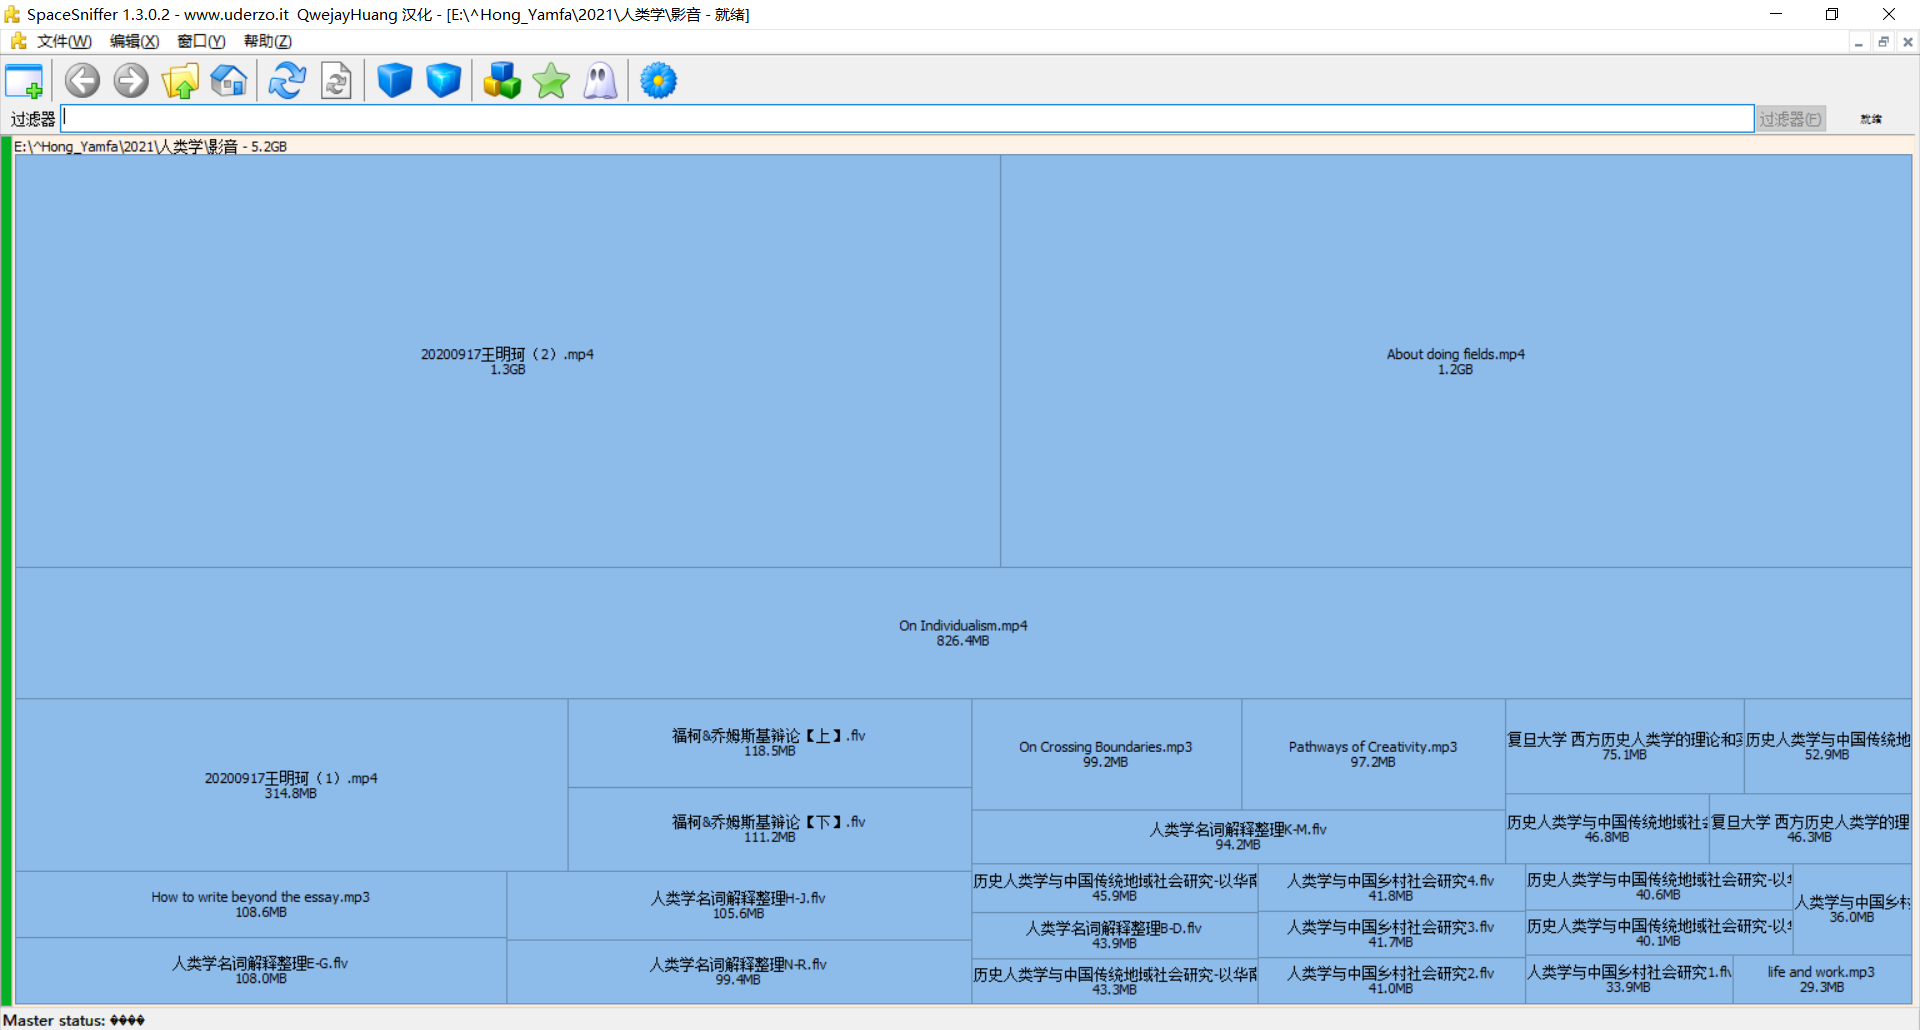 SpaceSniffer 1.3.0.2 - www.uderzo.it  QwejayHuang 汉化 - [E:\^Hong_Yamfa\2021\人类学\影音 - 就绪]
文件(W) 编辑(X) 窗口(Y) 帮助(Z)
过滤器 过滤器(F) 就绪
E:\^Hong_Yamfa\2021\人类学\影音 - 5.2GB
20200917王明珂（2）.mp4
1.3GB
About doing fields.mp4
1.2GB
On Individualism.mp4
826.4MB
20200917王明珂（1）.mp4
314.8MB
福柯&乔姆斯基辩论【上】.flv
118.5MB
福柯&乔姆斯基辩论【下】.flv
111.2MB
On Crossing Boundaries.mp3
99.2MB
Pathways of Creativity.mp3
97.2MB
复旦大学 西方历史人类学的理论和
75.1MB
历史人类学与中国传统地
52.9MB
人类学名词解释整理K-M.flv
94.2MB
历史人类学与中国传统地域社
46.8MB
复旦大学 西方历史人类学的理
46.3MB
How to write beyond the essay.mp3
108.6MB
人类学名词解释整理H-J.flv
105.6MB
人类学名词解释整理E-G.flv
108.0MB
人类学名词解释整理N-R.flv
99.4MB
历史人类学与中国传统地域社会研究-以华南
45.9MB
人类学名词解释整理B-D.flv
43.9MB
历史人类学与中国传统地域社会研究-以华南
43.3MB
人类学与中国乡村社会研究4.flv
41.8MB
人类学与中国乡村社会研究3.flv
41.7MB
人类学与中国乡村社会研究2.flv
41.0MB
历史人类学与中国传统地域社会研究-以
40.6MB
历史人类学与中国传统地域社会研究-以
40.1MB
人类学与中国乡村
36.0MB
人类学与中国乡村社会研究1.flv
33.9MB
life and work.mp3
29.3MB
Master status: ����